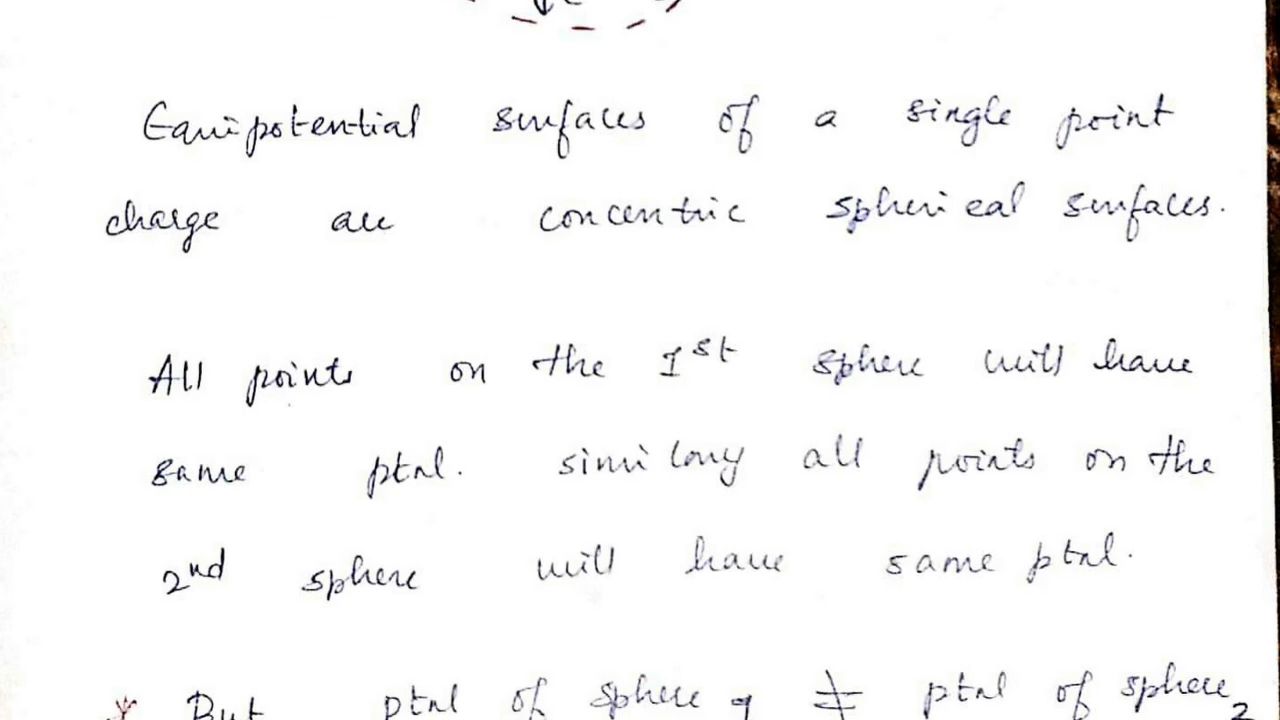 Equipotential surfaces of a single point
charge are concentric spherical surfaces.
All points on the 1st sphere will have
same ptnl. similarly all points on the
2nd sphere will have same ptnl.
* But ptnl of sphere 1 ≠ ptnl of sphere 2